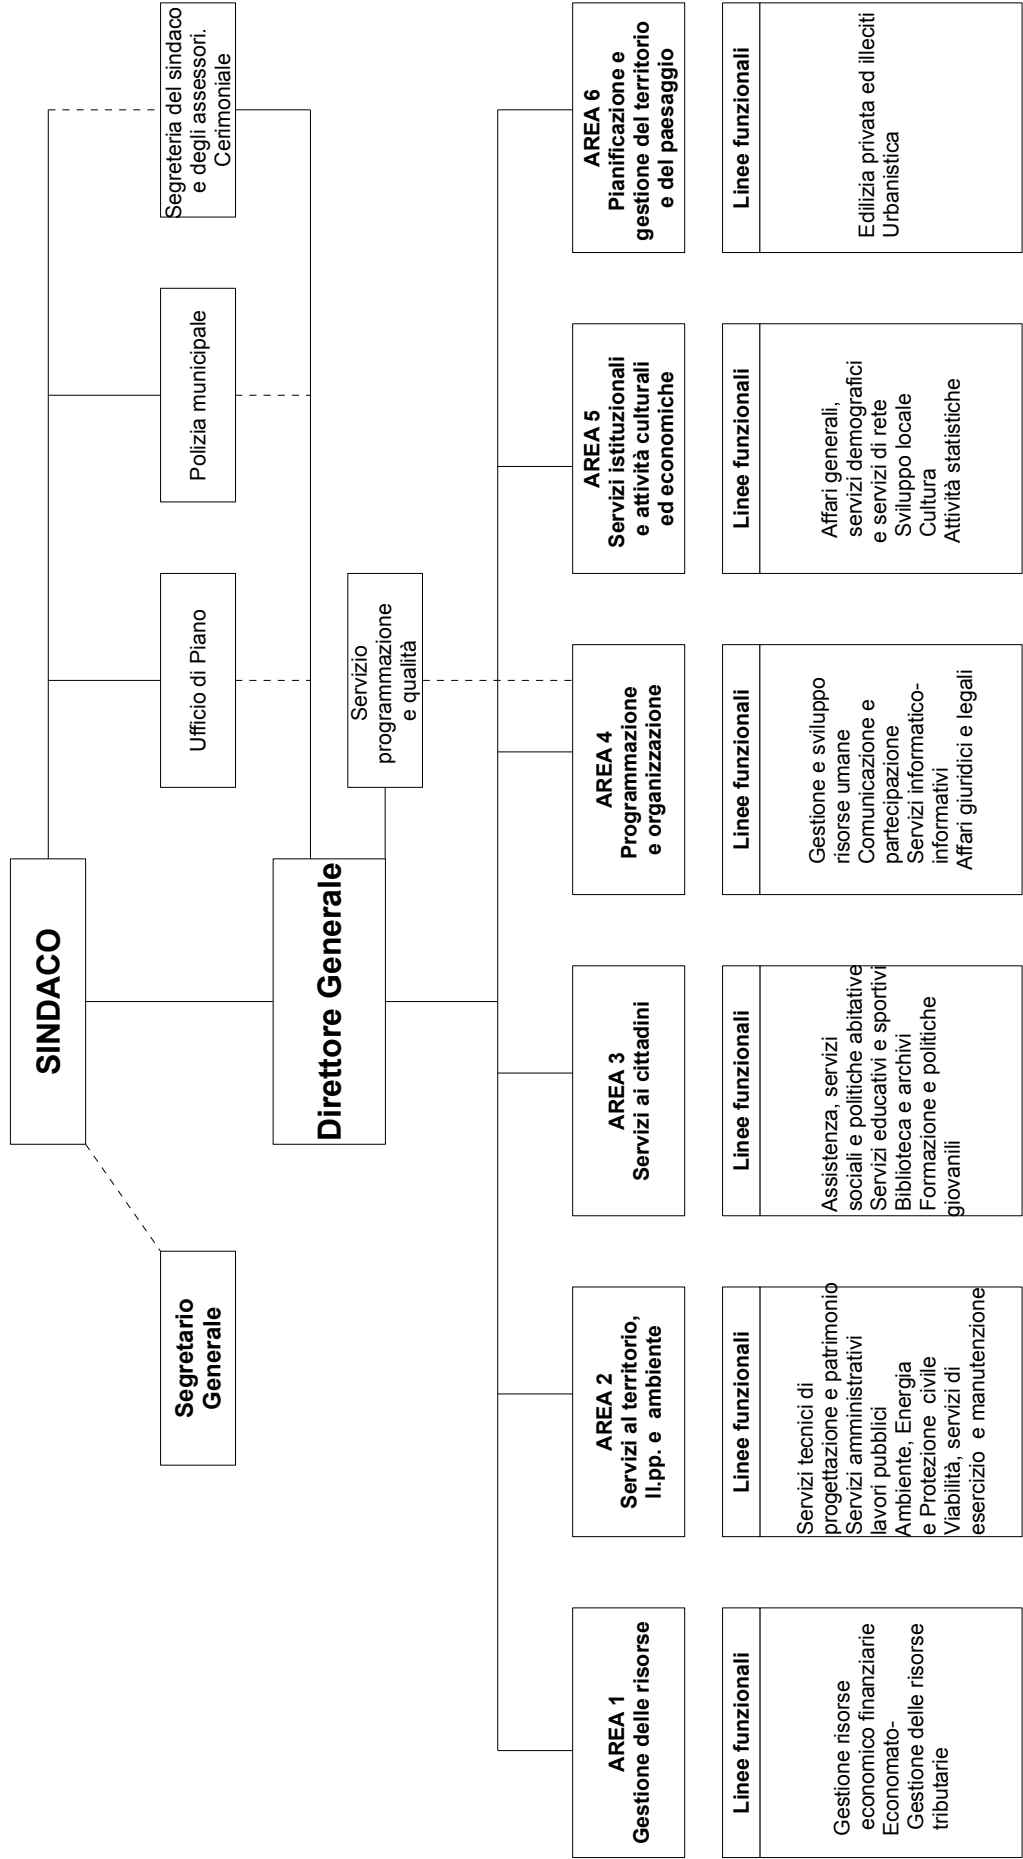 SINDACO
Segretario
Generale
Ufficio di Piano
Polizia municipale
Segreteria del sindaco
e degli assessori.
Cerimoniale
Direttore Generale
Servizio
programmazione
e qualità
AREA 1
Gestione delle risorse
AREA 2
Servizi al territorio,
ll.pp. e ambiente
AREA 3
Servizi ai cittadini
AREA 4
Programmazione
e organizzazione
AREA 5
Servizi istituzionali
e attività culturali
ed economiche
AREA 6
Pianificazione e
gestione del territorio
e del paesaggio
Linee funzionali
Gestione risorse
economico finanziarie
Economato-
Gestione delle risorse
tributarie
Linee funzionali
Servizi tecnici di
progettazione e patrimonio
Servizi amministrativi
lavori pubblici
Ambiente, Energia
e Protezione civile
Viabilità, servizi di
esercizio e manutenzione
Linee funzionali
Assistenza, servizi
sociali e politiche abitative
Servizi educativi e sportivi
Biblioteca e archivi
Formazione e politiche
giovanili
Linee funzionali
Gestione e sviluppo
risorse umane
Comunicazione e
partecipazione
Servizi informatico-
informativi
Affari giuridici e legali
Linee funzionali
Affari generali,
servizi demografici
e servizi di rete
Sviluppo locale
Cultura
Attività statistiche
Linee funzionali
Edilizia privata ed illeciti
Urbanistica